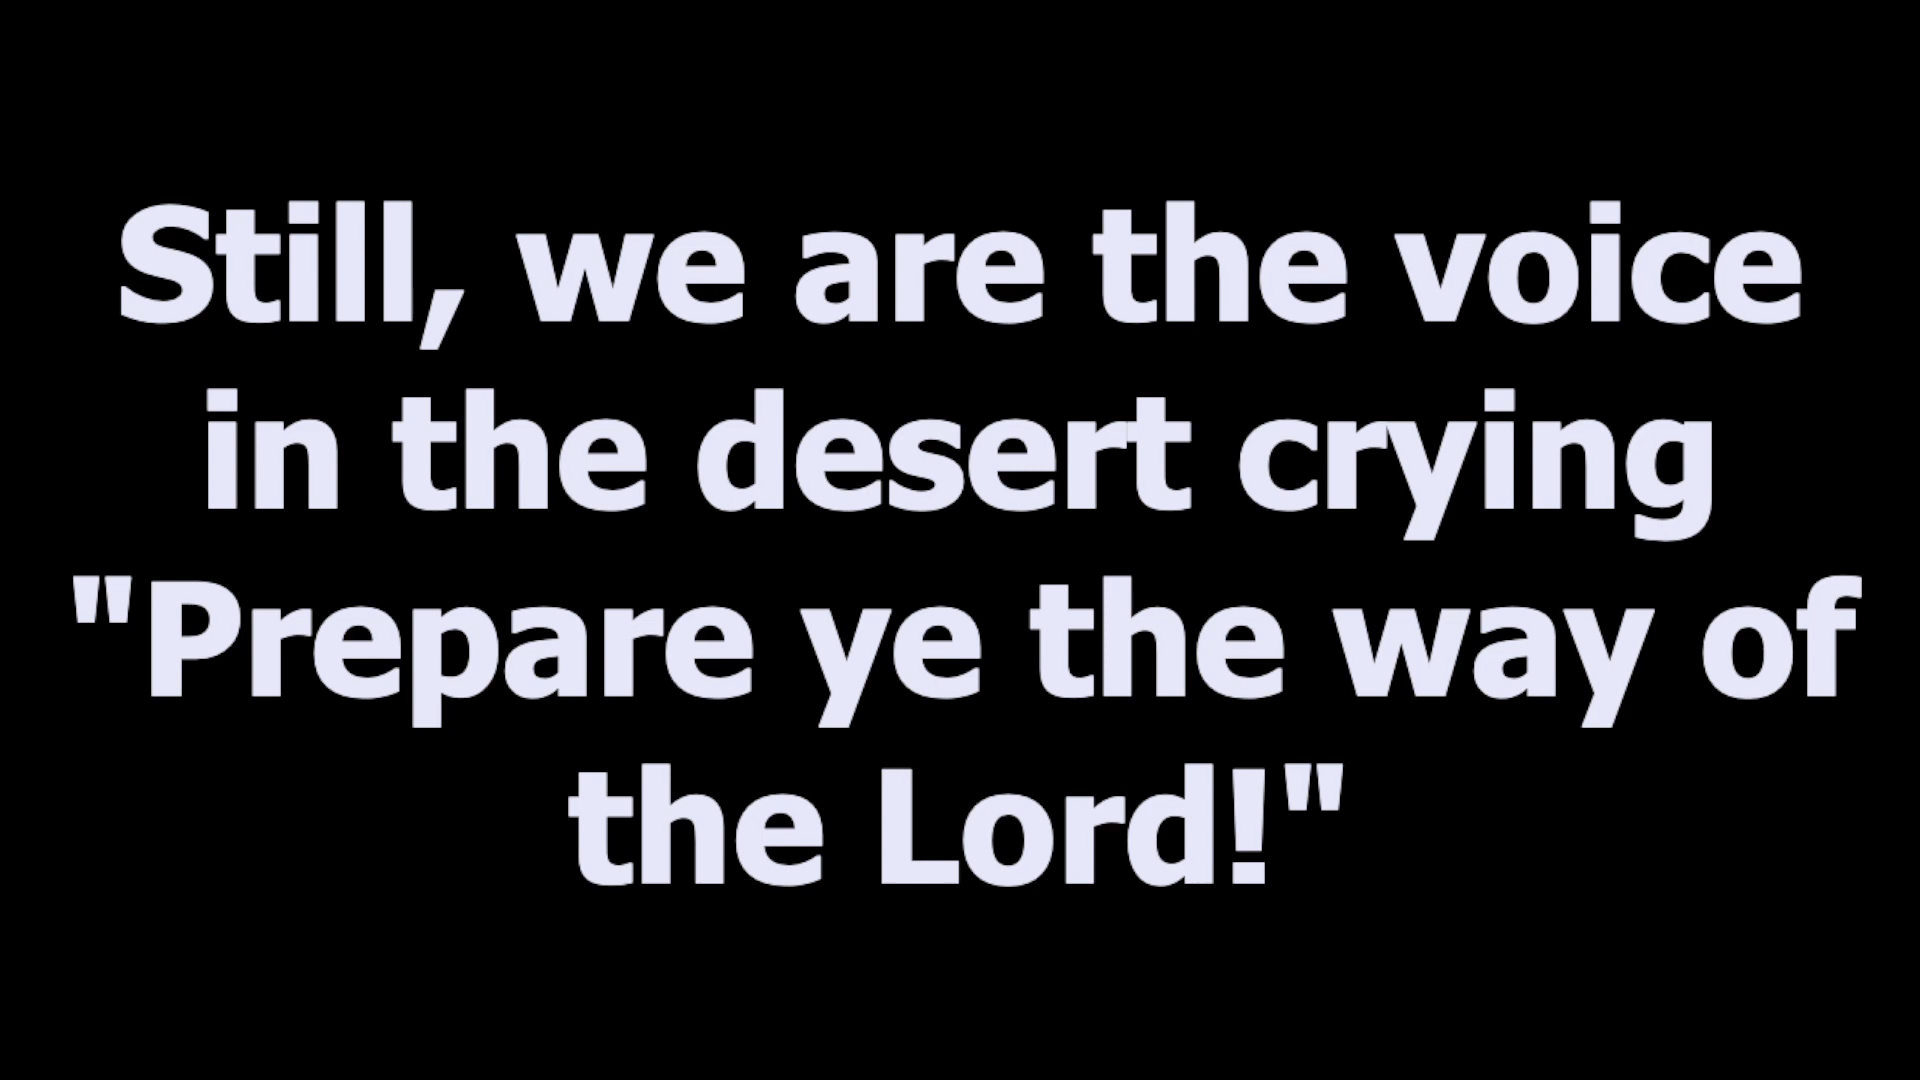 Still, we are the voice
in the desert crying
"Prepare ye the way of
the Lord!"